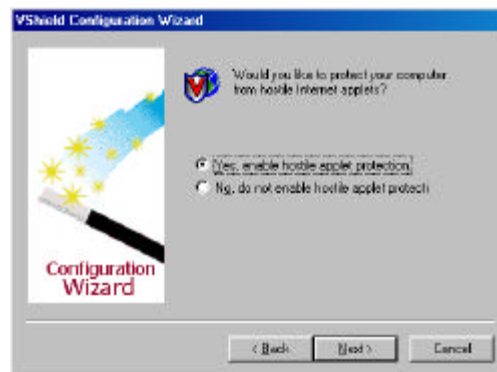 VShield Configuration Wizard
Would you like to protect your computer
from hostile Internet applets?
Yes, enable hostile applet protection.
No, do not enable hostile applet protecti
Configuration
Wizard
< Back
Next >
Cancel